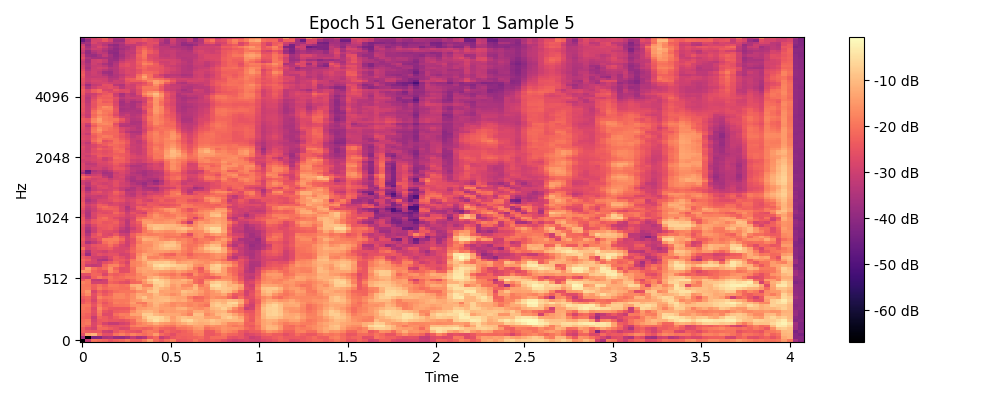 Epoch 51 Generator 1 Sample 5
Hz
4096
2048
1024
512
0
0
0.5
1
1.5
2
2.5
3
3.5
4
Time
-10 dB
-20 dB
-30 dB
-40 dB
-50 dB
-60 dB